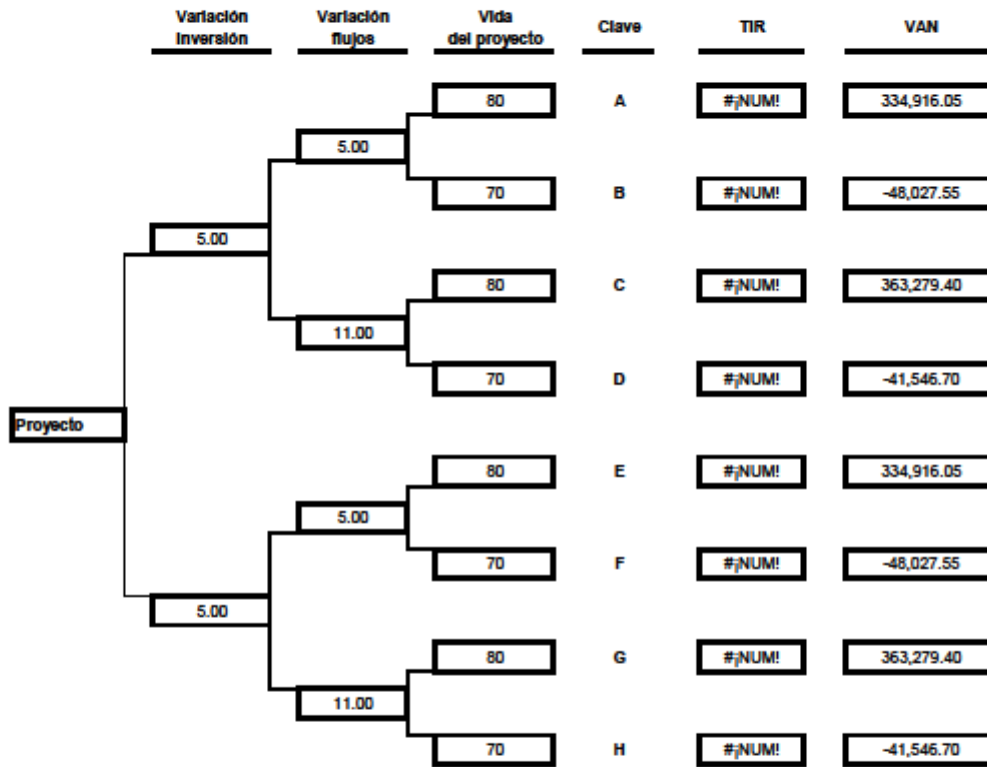 Variación Variación Vida
inversión flujos del proyecto Clave TIR VAN
80 A #¡NUM! 334,916.05
5.00
70 B #¡NUM! -48,027.55
5.00
80 C #¡NUM! 363,279.40
11.00
70 D #¡NUM! -41,546.70
Proyecto
80 E #¡NUM! 334,916.05
5.00
70 F #¡NUM! -48,027.55
5.00
80 G #¡NUM! 363,279.40
11.00
70 H #¡NUM! -41,546.70